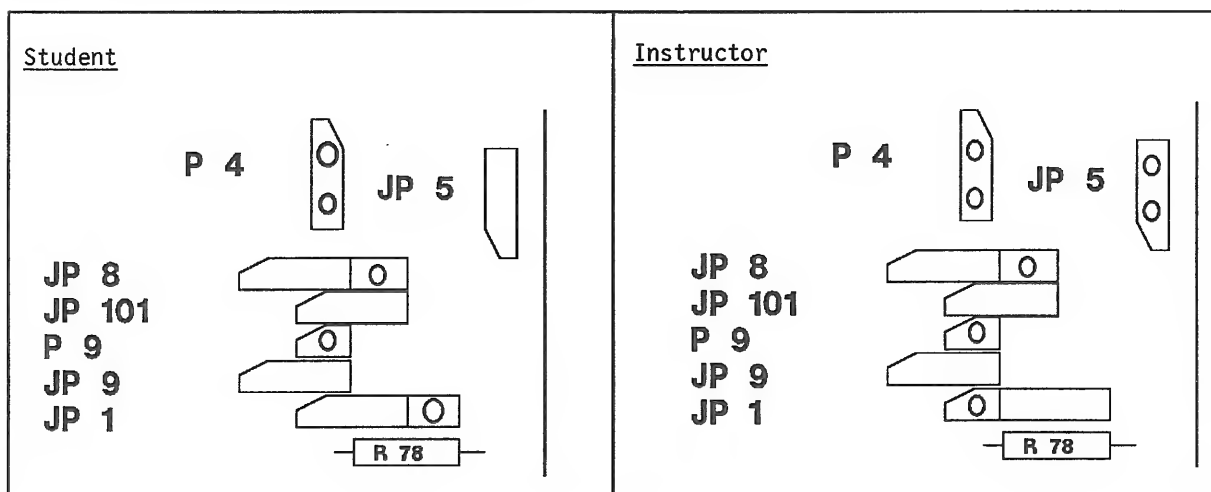 Student
P 4
JP 5
JP 8
JP 101
P 9
JP 9
JP 1
R 78
Instructor
P 4
JP 5
JP 8
JP 101
P 9
JP 9
JP 1
R 78